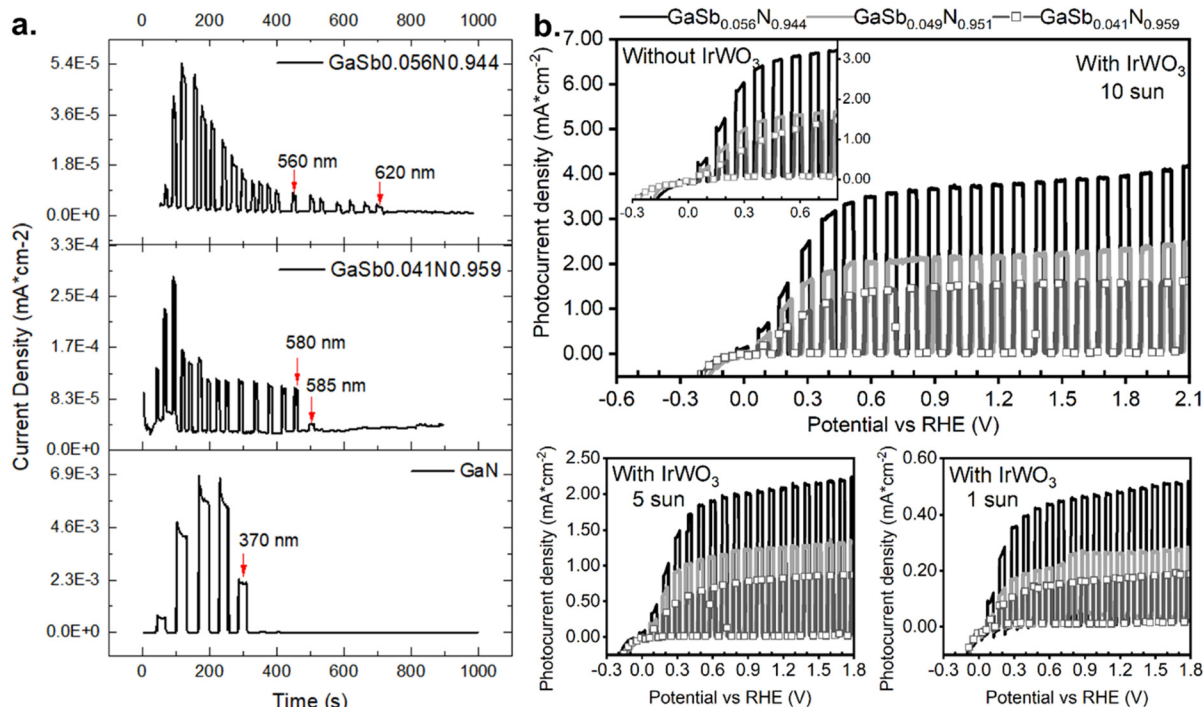 a.
0 200 400 600 800 1000
5.4E-5
3.6E-5
1.8E-5
0.0E+0
GaSb0.056N0.944
560 nm
620 nm
3.3E-4
2.5E-4
1.7E-4
8.3E-5
0.0E+0
GaSb0.041N0.959
580 nm
585 nm
6.9E-3
4.6E-3
2.3E-3
0.0E+0
GaN
370 nm
Current Density (mA*cm-2)
0 200 400 600 800 1000
Time (s)
b.
GaSb0.056N0.944 GaSb0.049N0.951 GaSb0.041N0.959
7.00
6.00
5.00
4.00
3.00
2.00
1.00
0.00
Photocurrent density (mA*cm-2)
Without IrWO3
3.00
2.00
1.00
0.00
-0.3 0.0 0.3 0.6
With IrWO3
10 sun
-0.6 -0.3 0.0 0.3 0.6 0.9 1.2 1.5 1.8 2.1
Potential vs RHE (V)
2.50
2.00
1.50
1.00
0.50
0.00
Photocurrent density (mA*cm-2)
With IrWO3
5 sun
-0.3 0.0 0.3 0.6 0.9 1.2 1.5 1.8
Potential vs RHE (V)
0.60
0.40
0.20
0.00
Photocurrent density (mA*cm-2)
With IrWO3
1 sun
-0.3 0.0 0.3 0.6 0.9 1.2 1.5 1.8
Potential vs RHE (V)